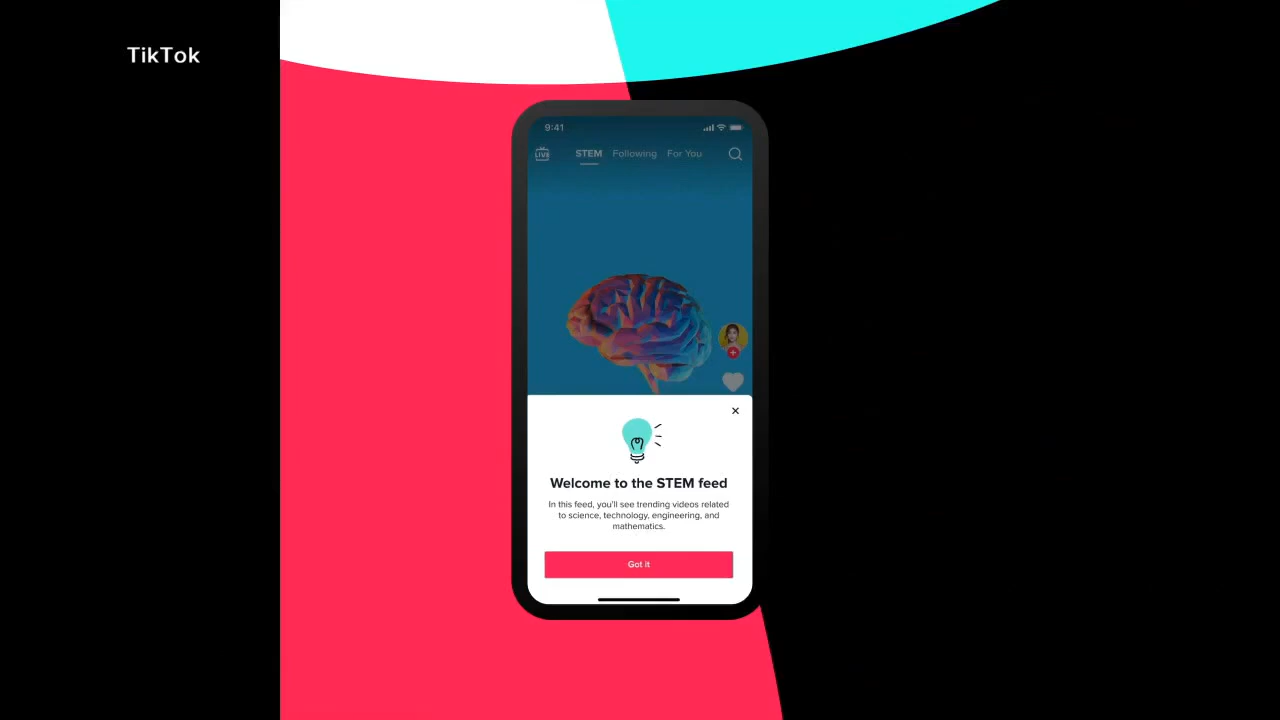 TikTok
9:41
LIVE
STEM Following For You
Welcome to the STEM feed
In this feed, you'll see trending videos related
to science, technology, engineering, and
mathematics.
Got it